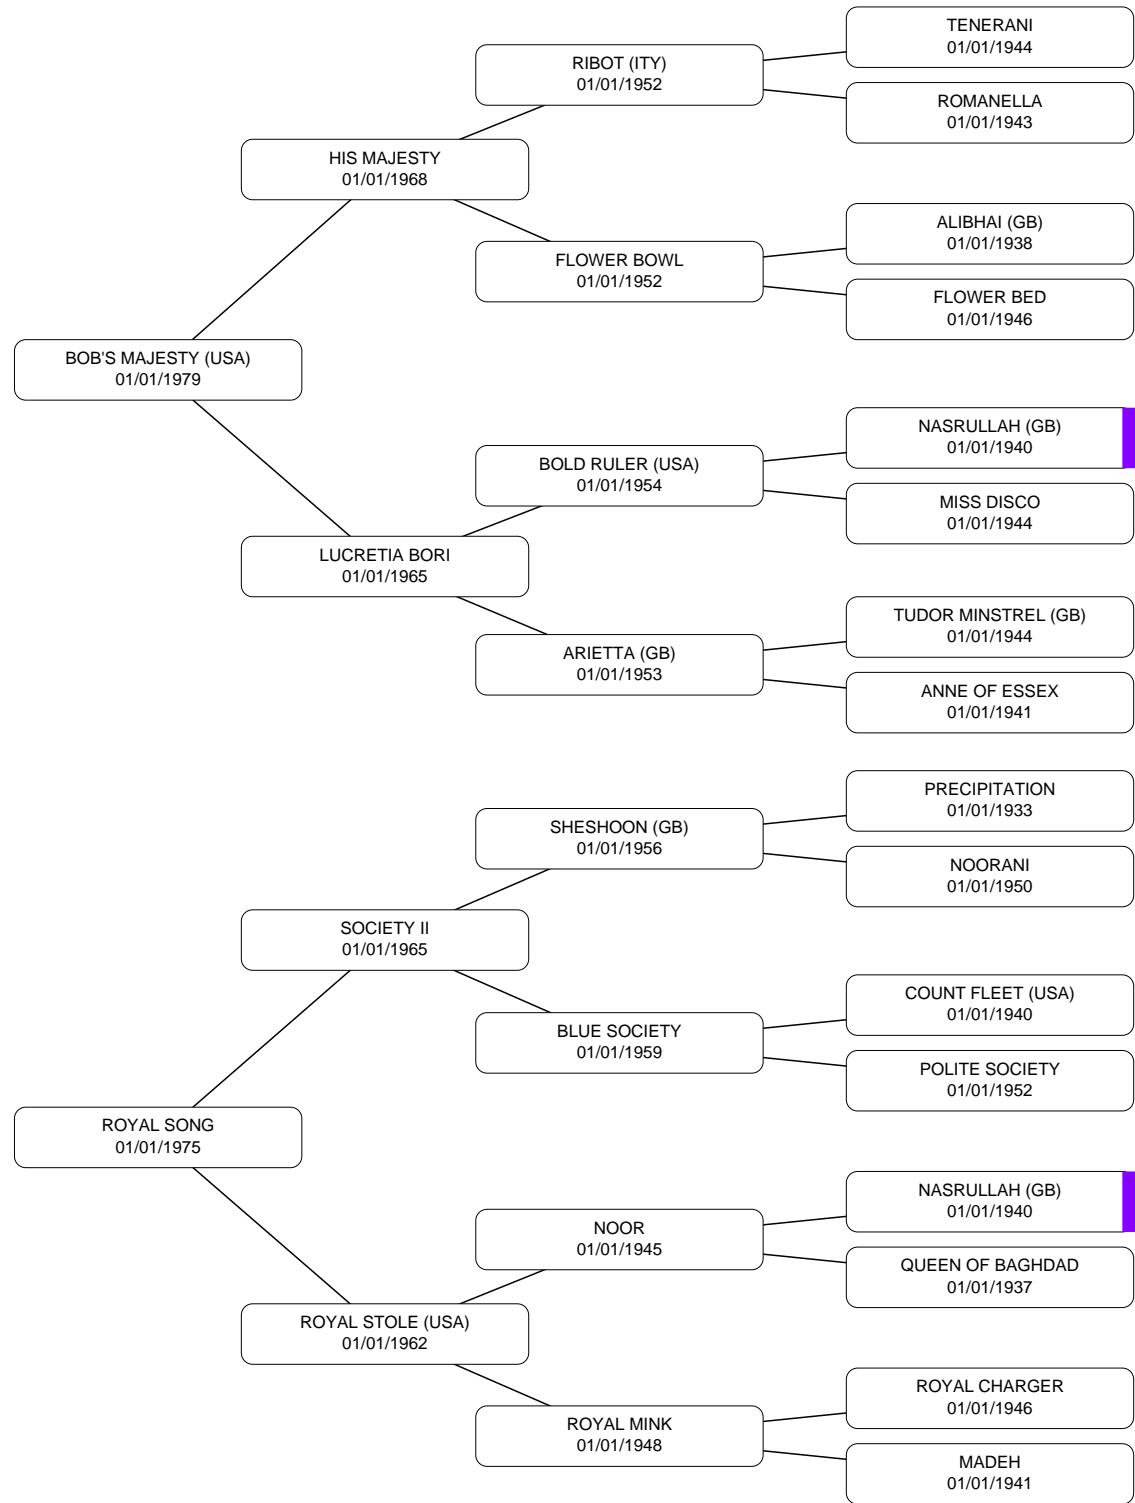 TENERANI
01/01/1944
RIBOT (ITY)
01/01/1952
ROMANELLA
01/01/1943
HIS MAJESTY
01/01/1968
ALIBHAI (GB)
01/01/1938
FLOWER BOWL
01/01/1952
FLOWER BED
01/01/1946
BOB'S MAJESTY (USA)
01/01/1979
NASRULLAH (GB)
01/01/1940
BOLD RULER (USA)
01/01/1954
MISS DISCO
01/01/1944
LUCRETIA BORI
01/01/1965
TUDOR MINSTREL (GB)
01/01/1944
ARIETTA (GB)
01/01/1953
ANNE OF ESSEX
01/01/1941
PRECIPITATION
01/01/1933
SHESHOON (GB)
01/01/1956
NOORANI
01/01/1950
SOCIETY II
01/01/1965
COUNT FLEET (USA)
01/01/1940
BLUE SOCIETY
01/01/1959
POLITE SOCIETY
01/01/1952
ROYAL SONG
01/01/1975
NASRULLAH (GB)
01/01/1940
NOOR
01/01/1945
QUEEN OF BAGHDAD
01/01/1937
ROYAL STOLE (USA)
01/01/1962
ROYAL CHARGER
01/01/1946
ROYAL MINK
01/01/1948
MADEH
01/01/1941